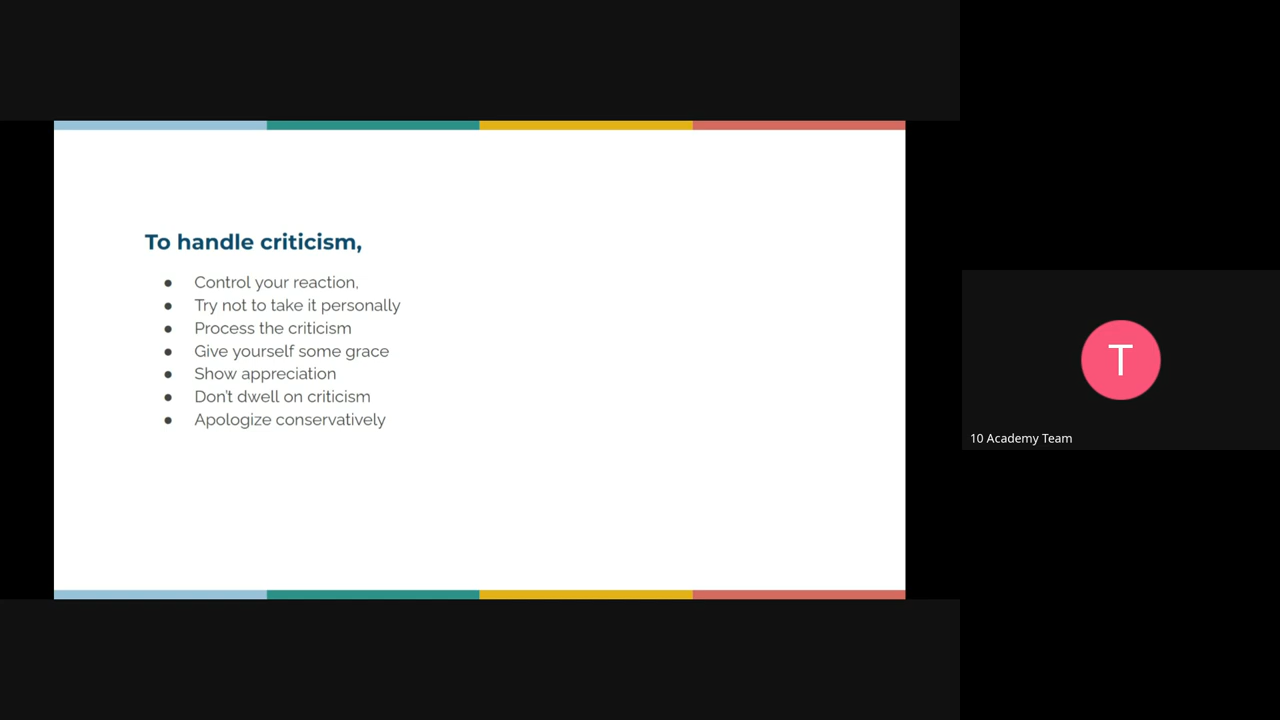 To handle criticism,
● Control your reaction,
● Try not to take it personally
● Process the criticism
● Give yourself some grace
● Show appreciation
● Don't dwell on criticism
● Apologize conservatively
T
10 Academy Team